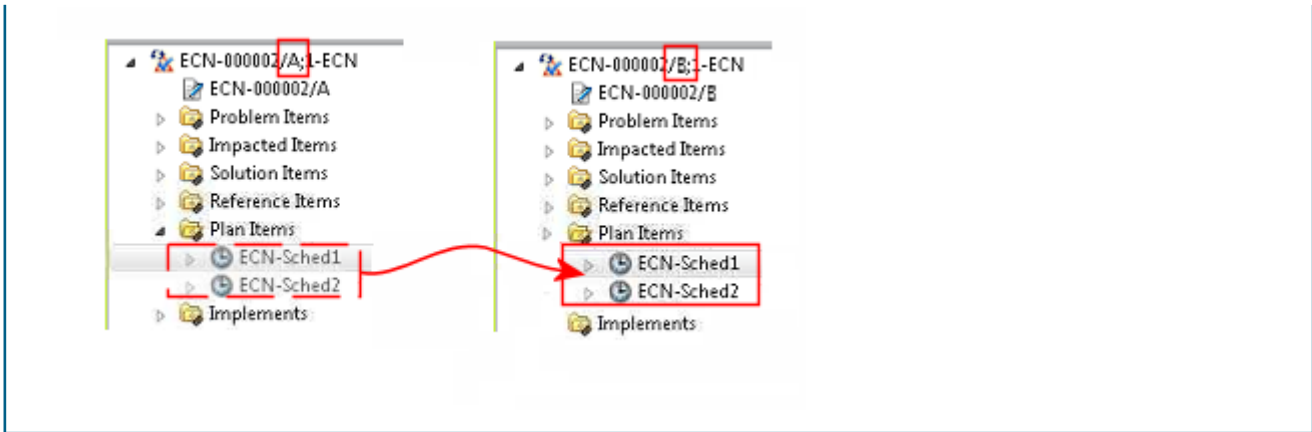 ECN-000002/A;1-ECN
ECN-000002/A
Problem Items
Impacted Items
Solution Items
Reference Items
Plan Items
ECN-Sched1
ECN-Sched2
Implements
ECN-000002/B;1-ECN
ECN-000002/B
Problem Items
Impacted Items
Solution Items
Reference Items
Plan Items
ECN-Sched1
ECN-Sched2
Implements